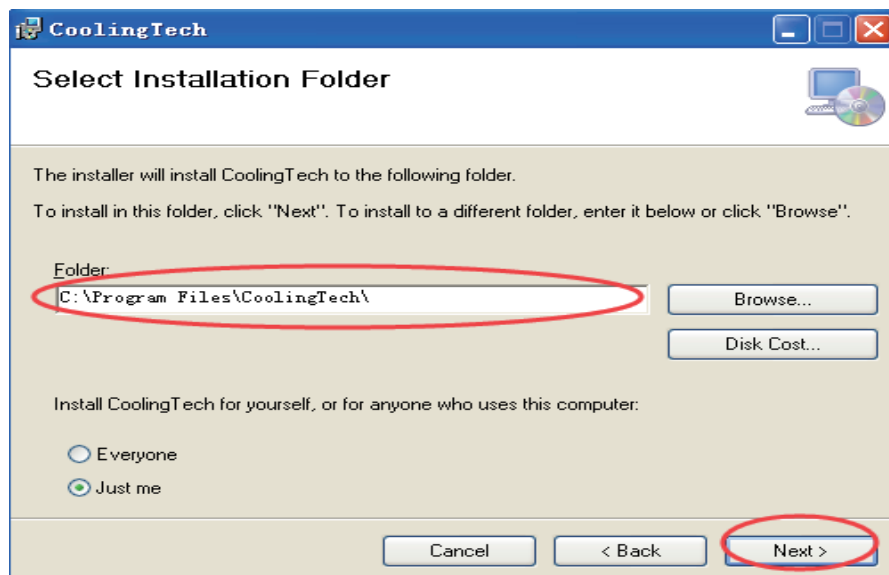 CoolingTech
Select Installation Folder
The installer will install CoolingTech to the following folder.
To install in this folder, click "Next". To install to a different folder, enter it below or click "Browse".
Folder:
C:\Program Files\CoolingTech\
Browse...
Disk Cost...
Install CoolingTech for yourself, or for anyone who uses this computer:
Everyone
Just me
Cancel
< Back
Next >